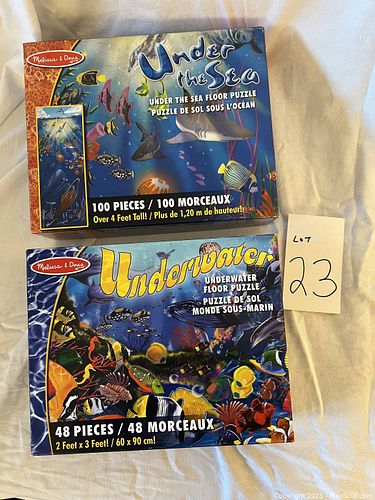 Melissa & Doug
Under
the Sea
UNDER THE SEA FLOOR PUZZLE
PUZZLE DE SOL SOUS L'OCÉAN
100 PIECES / 100 MORCEAUX
Over 4 Feet Tall! / Plus de 1,20 m de hauteur!
LOT
23
Melissa & Doug
Underwater
UNDERWATER
FLOOR PUZZLE
PUZZLE DE SOL
MONDE SOUS-MARIN
48 PIECES / 48 MORCEAUX
2 Feet x 3 Feet! / 60 x 90 cm!
Copyright 2023